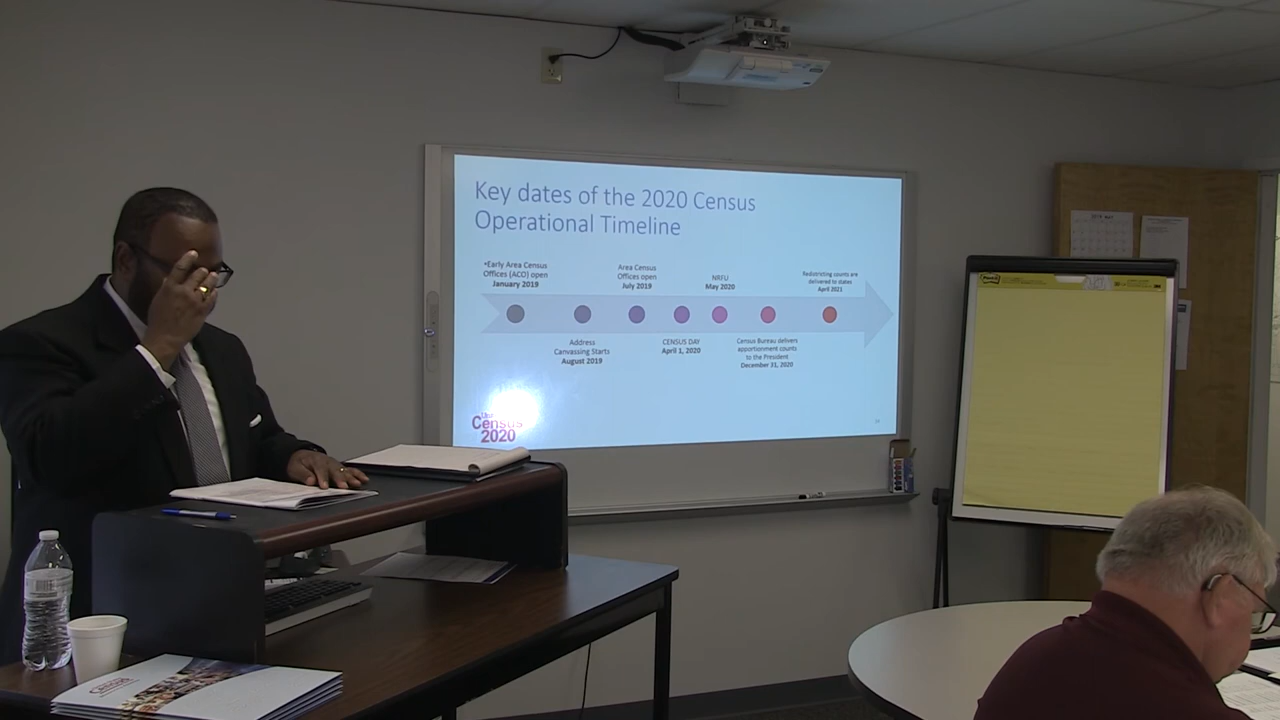 Key dates of the 2020 Census
Operational Timeline
•Early Area Census
Offices (ACO) open
January 2019
Area Census
Offices open
July 2019
NRFU
May 2020
Redistricting counts are
delivered to states
April 2021
Address
Canvassing Starts
August 2019
CENSUS DAY
April 1, 2020
Census Bureau delivers
apportionment counts
to the President
December 31, 2020
Census
2020
Census